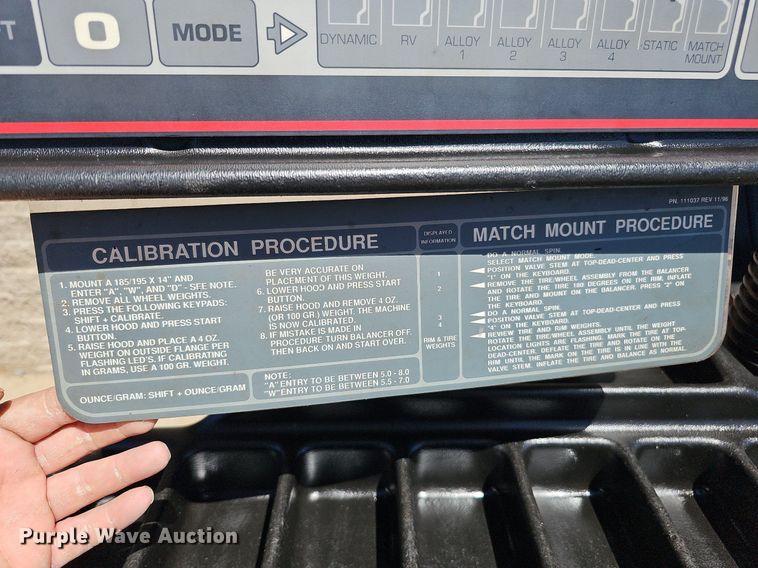 FT
0
MODE
DYNAMIC
RV
ALLOY
1
ALLOY
2
ALLOY
3
ALLOY
4
STATIC
MATCH
MOUNT
PN. 111037 REV 11/96
CALIBRATION PROCEDURE
1. MOUNT A 185/195 X 14" AND
ENTER "A", "W", AND "D" - SEE NOTE.
2. REMOVE ALL WHEEL WEIGHTS.
3. PRESS THE FOLLOWING KEYPADS:
SHIFT + CALIBRATE.
4. LOWER HOOD AND PRESS START
BUTTON.
5. RAISE HOOD AND PLACE A 4 OZ.
WEIGHT ON OUTSIDE FLANGE PER
FLASHING LED'S. IF CALIBRATING
IN GRAMS, USE A 100 GR. WEIGHT.
BE VERY ACCURATE ON
PLACEMENT OF THIS WEIGHT.
6. LOWER HOOD AND PRESS START
BUTTON.
7. RAISE HOOD AND REMOVE 4 OZ.
(OR 100 GR.) WEIGHT. THE MACHINE
IS NOW CALIBRATED.
8. IF MISTAKE IS MADE IN
PROCEDURE TURN BALANCER OFF.
THEN BACK ON AND START OVER.
OUNCE/GRAM: SHIFT + OUNCE/GRAM
NOTE:
"A" ENTRY TO BE BETWEEN 5.0 - 8.0
"W" ENTRY TO BE BETWEEN 5.5 - 7.0
DISPLAYED
INFORMATION
1
2
3
4
RIM & TIRE
WEIGHTS
MATCH MOUNT PROCEDURE
DO A NORMAL SPIN.
SELECT MATCH MOUNT MODE.
POSITION VALVE STEM AT TOP-DEAD-CENTER AND PRESS
"1" ON THE KEYBOARD.
REMOVE THE TIRE/WHEEL ASSEMBLY FROM THE BALANCER
AND ROTATE THE TIRE 180 DEGREES ON THE RIM, INFLATE
THE TIRE AND MOUNT ON THE BALANCER. PRESS "2" ON
THE KEYBOARD.
DO A NORMAL SPIN.
POSITION VALVE STEM AT TOP-DEAD-CENTER AND PRESS
"4" ON THE KEYBOARD.
REVIEW TIRE AND RIM WEIGHTS.
ROTATE THE TIRE/WHEEL ASSEMBLY UNTIL THE WEIGHT
LOCATION LIGHTS ARE FLASHING. MARK THE TIRE AT TOP-
DEAD-CENTER. DEFLATE THE TIRE AND ROTATE ON THE
RIM UNTIL THE MARK ON THE TIRE IS IN LINE WITH THE
VALVE STEM. INFLATE THE TIRE AND BALANCE AS NORMAL.
Purple Wave Auction